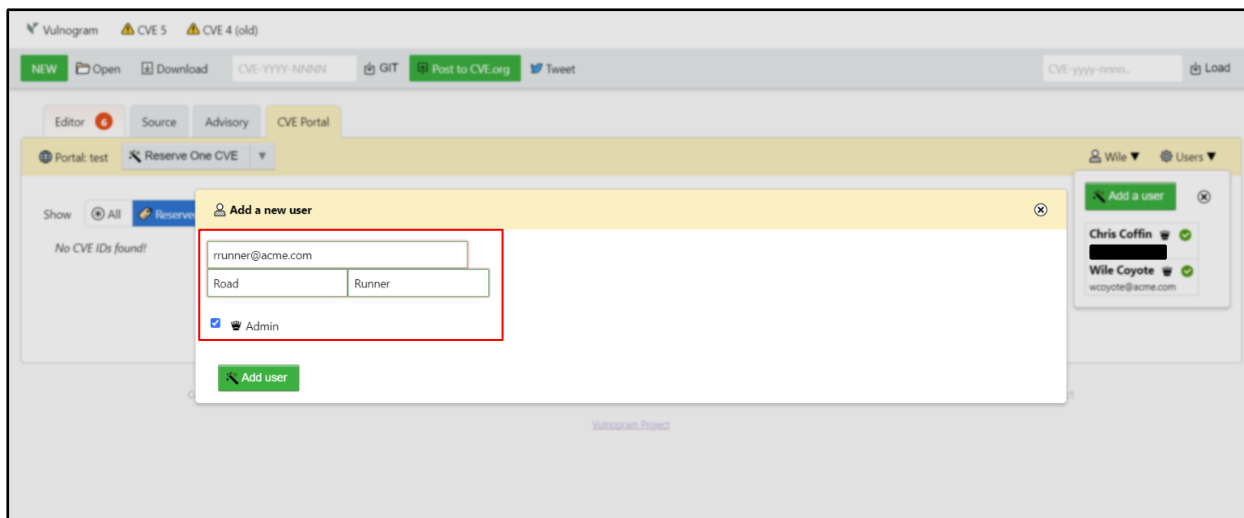 Vulnogram CVE 5 CVE 4 (old)
NEW Open Download CVE-YYYY-NNNN GIT Post to CVE.org Tweet CVE-yyyy-nnnn.. Load
Editor 6 Source Advisory CVE Portal
Portal: test Reserve One CVE ▼ Wile ▼ Users ▼
Add a user
Show All Reserve
Add a new user
No CVE IDs found!
Chris Coffin
rrunner@acme.com
Road Runner
Wile Coyote
wcoyote@acme.com
Admin
Add user
Vulnogram Project